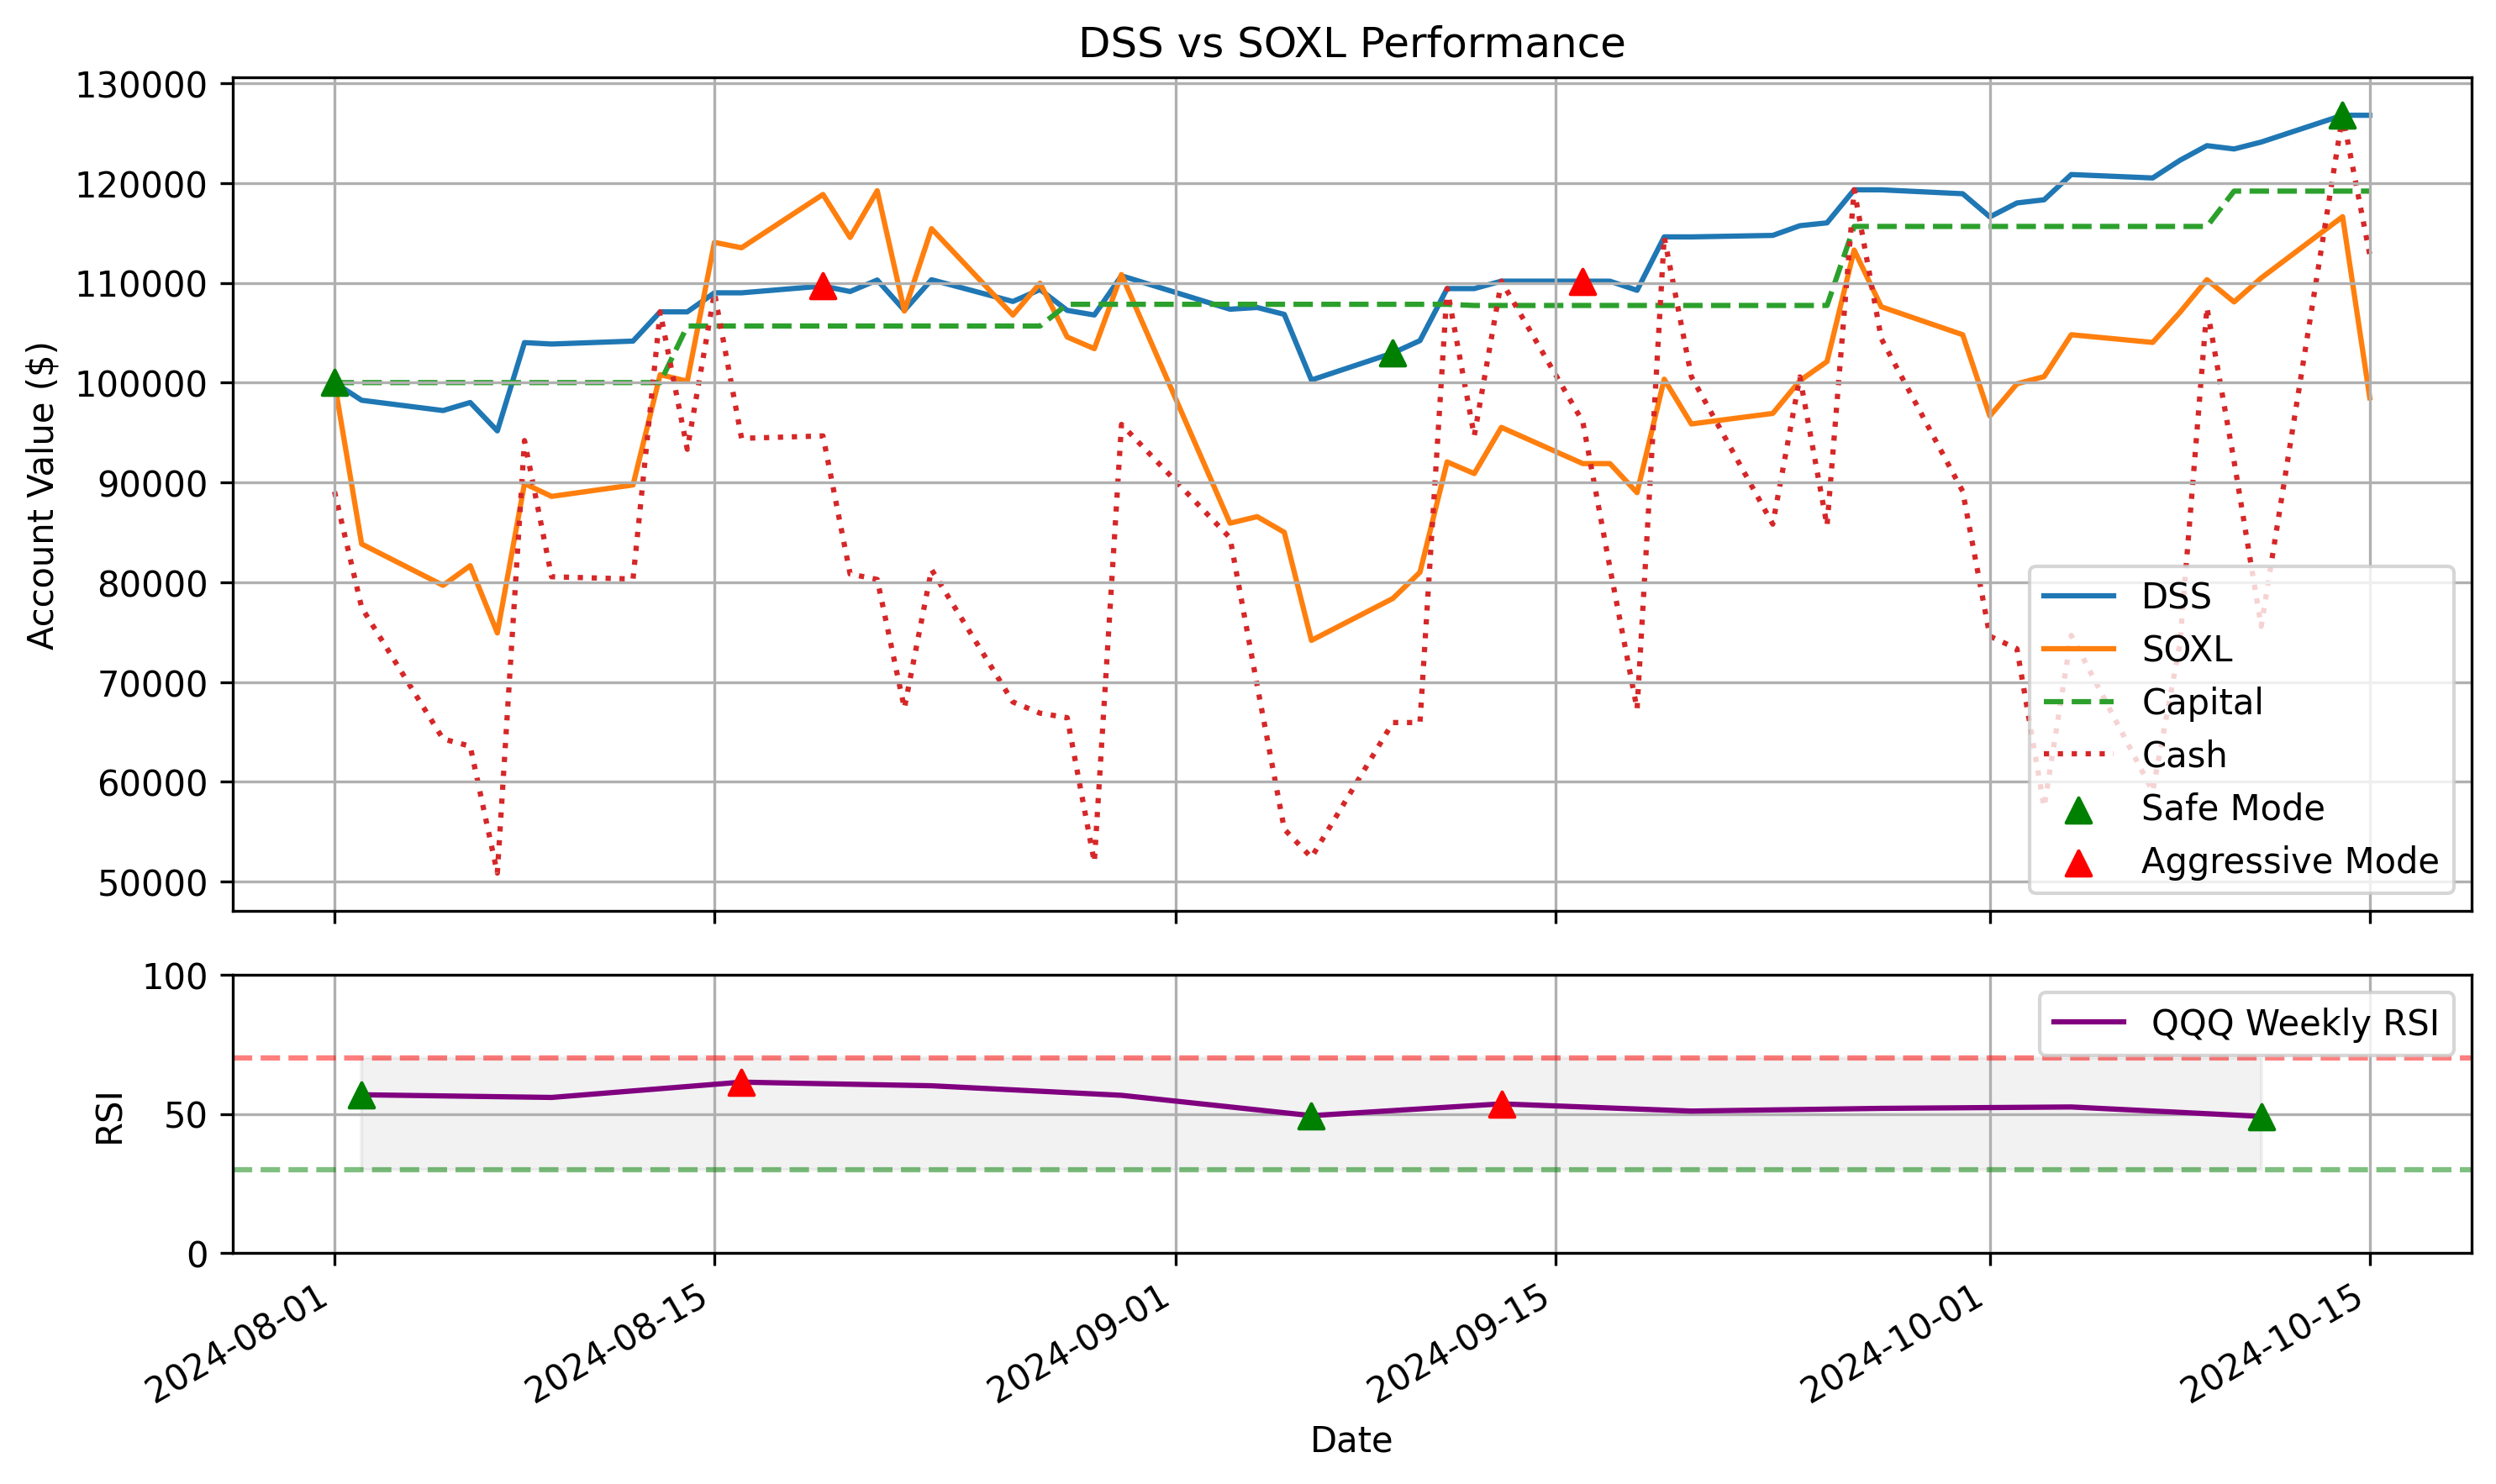 DSS vs SOXL Performance
130000
120000
110000
100000
90000
80000
70000
60000
50000
Account Value ($)
DSS
SOXL
Capital
Cash
Safe Mode
Aggressive Mode
100
50
0
RSI
QQQ Weekly RSI
2024-08-01
2024-08-15
2024-09-01
2024-09-15
2024-10-01
2024-10-15
Date